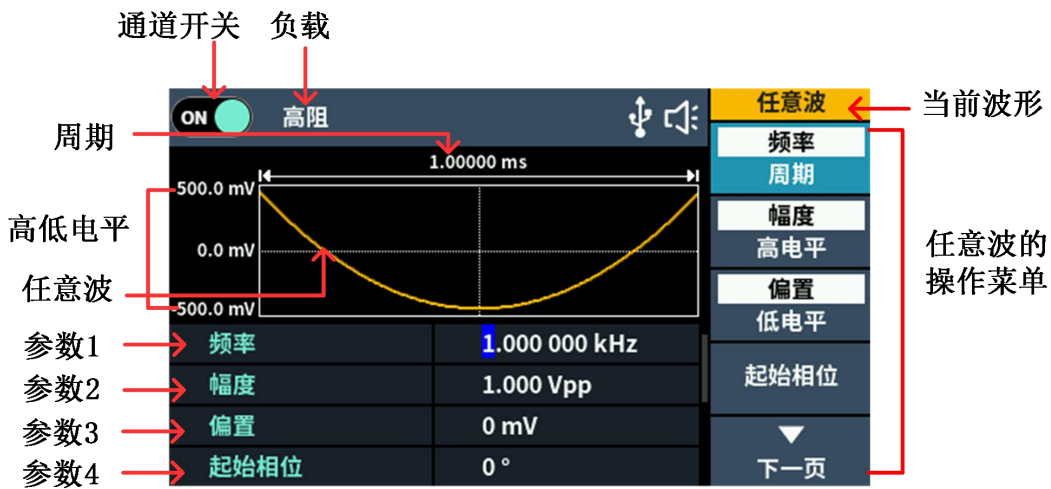 通道开关 负载
ON 高阻 任意波 当前波形
周期
1.00000 ms
频率
周期
500.0 mV
高低电平
0.0 mV
任意波
-500.0 mV
幅度
高电平
偏置
低电平
起始相位
下一页
任意波的
操作菜单
参数1 频率 1.000 000 kHz
参数2 幅度 1.000 Vpp
参数3 偏置 0 mV
参数4 起始相位 0 °